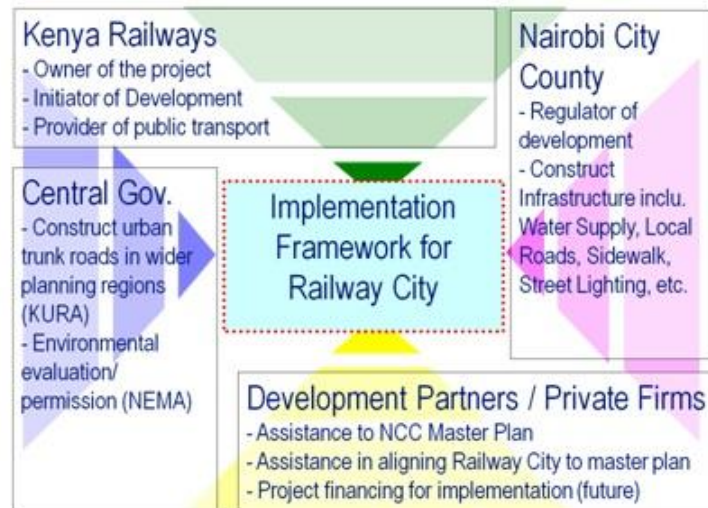 Kenya Railways
- Owner of the project
- Initiator of Development
- Provider of public transport
Nairobi City
County
- Regulator of
development
- Construct
Infrastructure inclu.
Water Supply, Local
Roads, Sidewalk,
Street Lighting, etc.
Central Gov.
- Construct urban
trunk roads in wider
planning regions
(KURA)
- Environmental
evaluation/
permission (NEMA)
Implementation
Framework for
Railway City
Development Partners / Private Firms
- Assistance to NCC Master Plan
- Assistance in aligning Railway City to master plan
- Project financing for implementation (future)